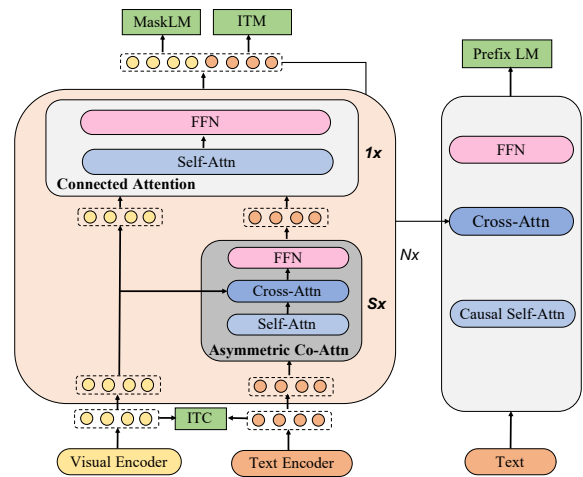 MaskLM
ITM
Prefix LM
FFN
Self-Attn
Connected Attention
1x
FFN
Cross-Attn
Self-Attn
Asymmetric Co-Attn
Sx
Nx
ITC
Visual Encoder
Text Encoder
FFN
Cross-Attn
Causal Self-Attn
Text